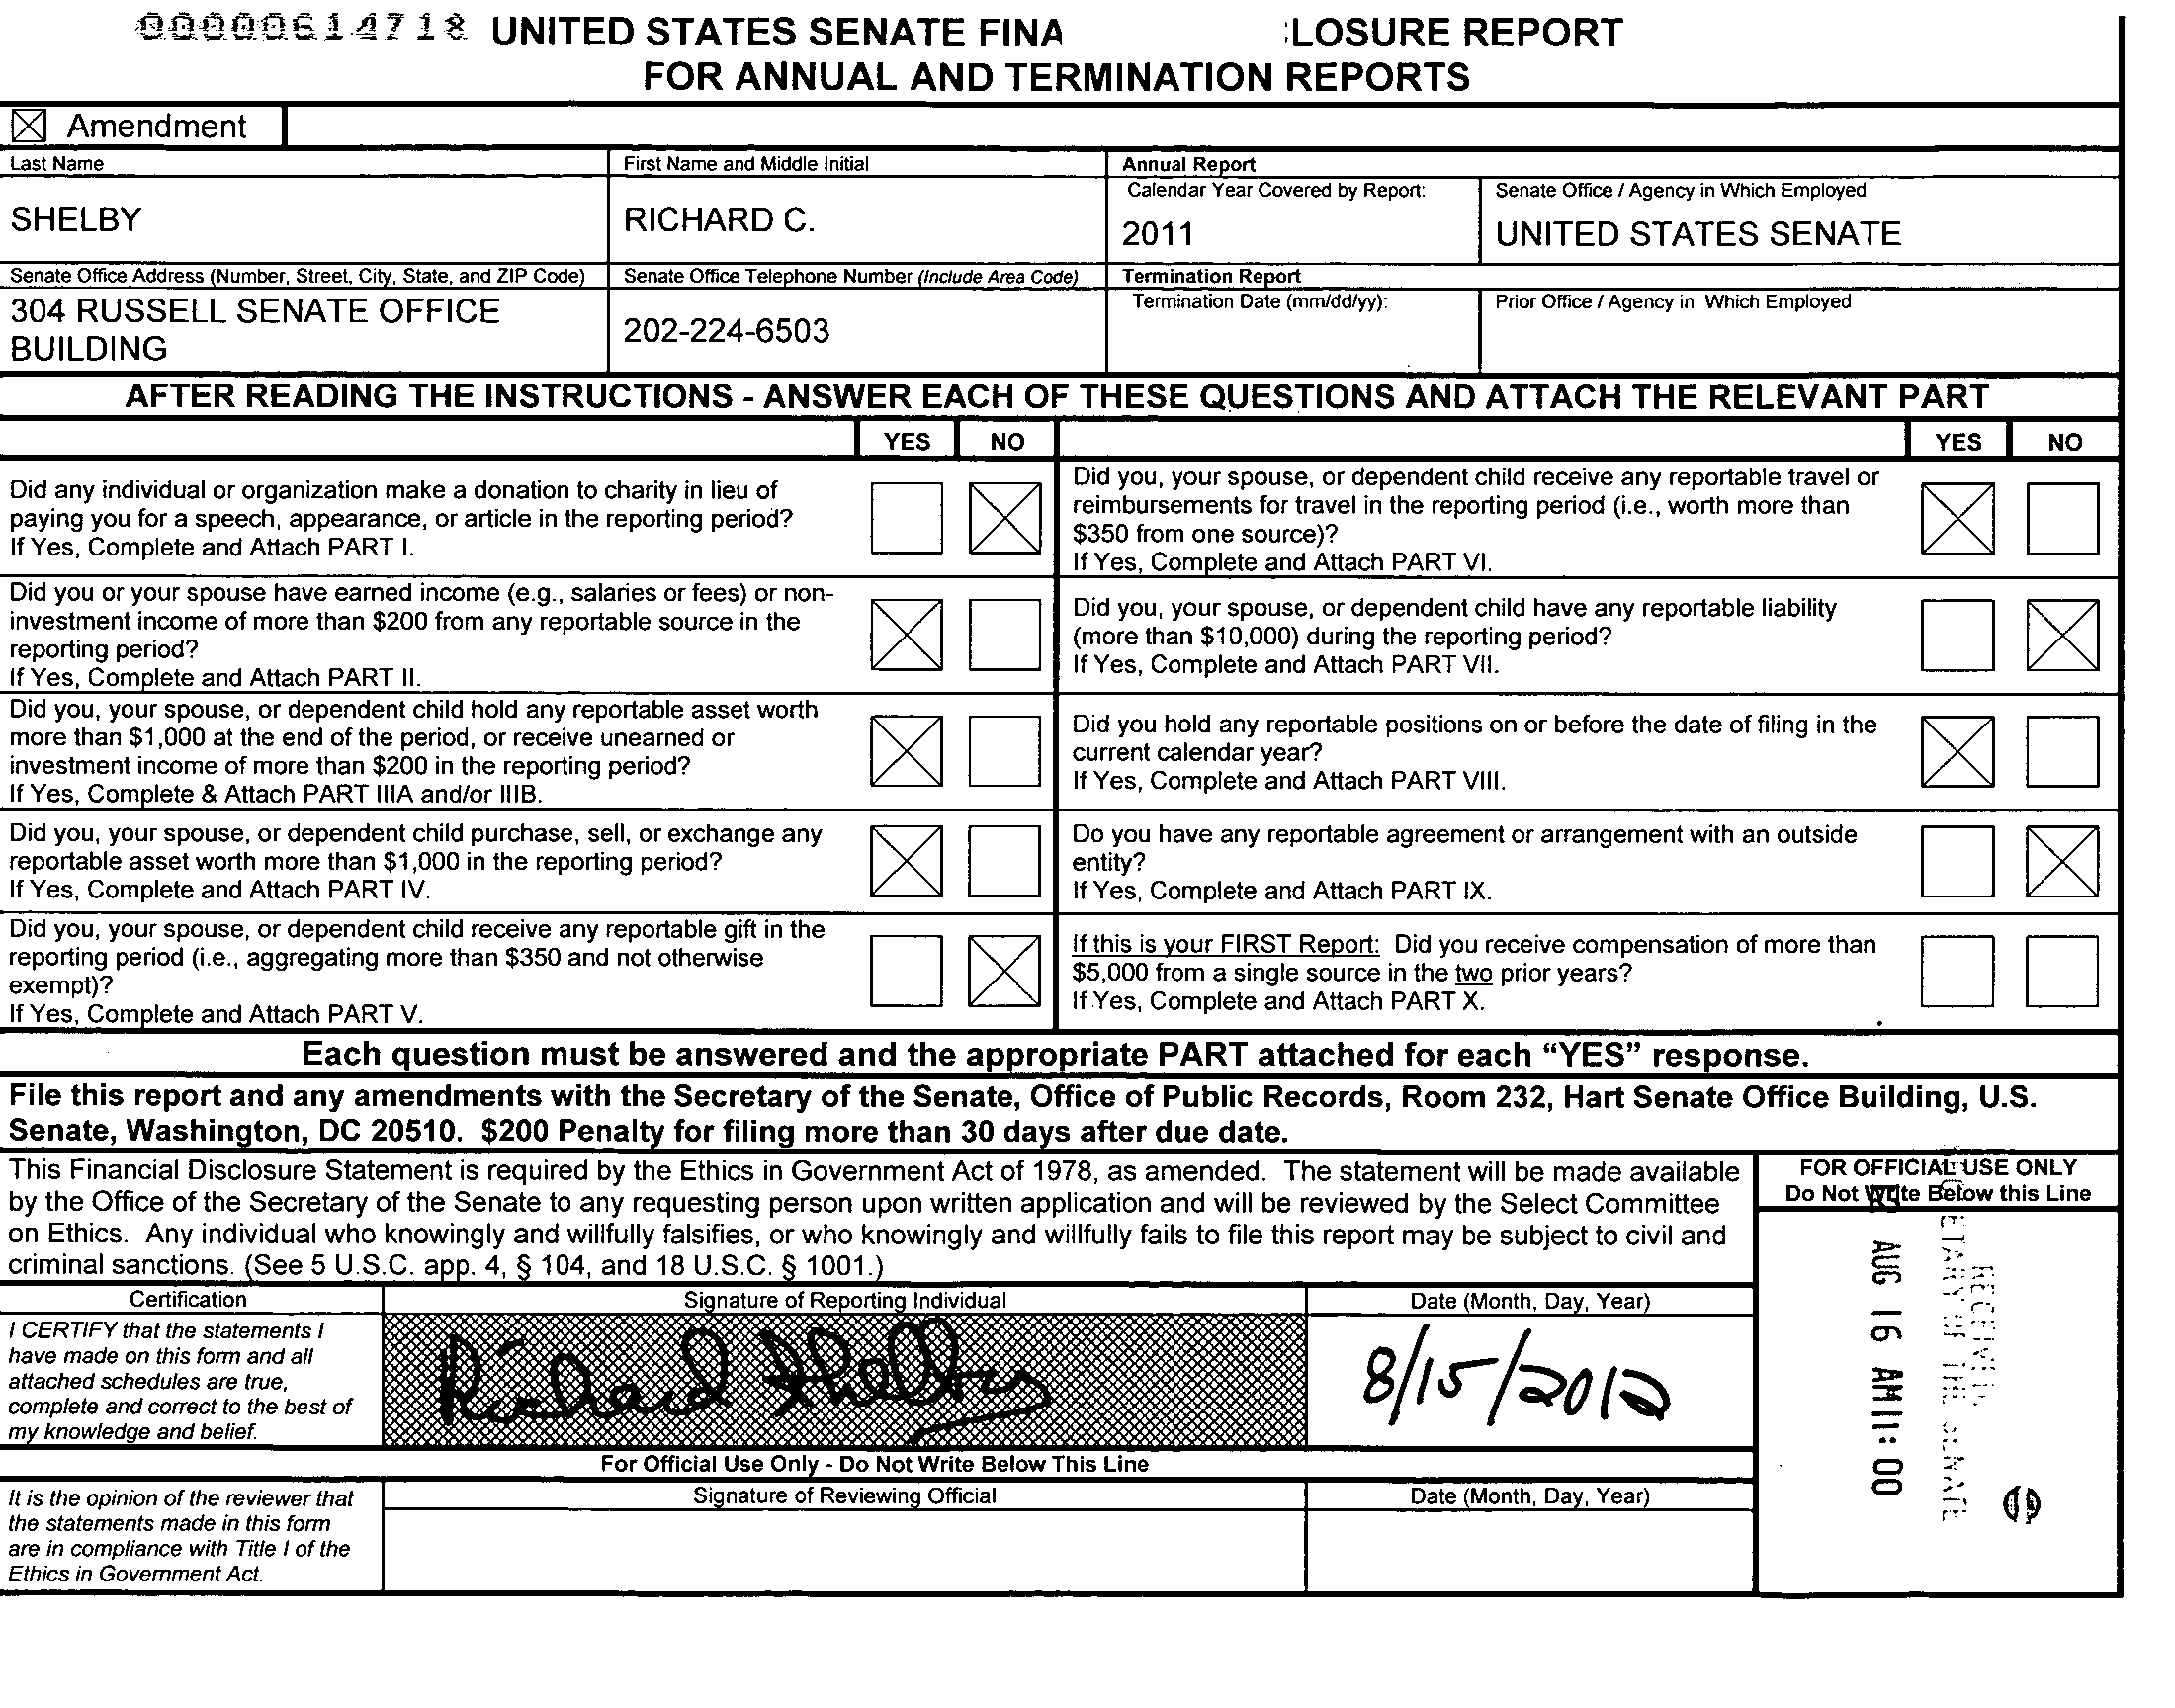 00000614718 UNITED STATES SENATE FINA LOSURE REPORT
FOR ANNUAL AND TERMINATION REPORTS
Amendment
Last Name
First Name and Middle Initial
Annual Report
Calendar Year Covered by Report:
Senate Office / Agency in Which Employed
SHELBY
RICHARD C.
2011
UNITED STATES SENATE
Senate Office Address (Number, Street, City, State, and ZIP Code)
Senate Office Telephone Number (Include Area Code)
Termination Report
Termination Date (mm/dd/yy):
Prior Office / Agency in Which Employed
304 RUSSELL SENATE OFFICE
BUILDING
202-224-6503
AFTER READING THE INSTRUCTIONS - ANSWER EACH OF THESE QUESTIONS AND ATTACH THE RELEVANT PART
YES NO
YES NO
Did any individual or organization make a donation to charity in lieu of
paying you for a speech, appearance, or article in the reporting period?
If Yes, Complete and Attach PART I.
Did you, your spouse, or dependent child receive any reportable travel or
reimbursements for travel in the reporting period (i.e., worth more than
$350 from one source)?
If Yes, Complete and Attach PART VI.
Did you or your spouse have earned income (e.g., salaries or fees) or non-
investment income of more than $200 from any reportable source in the
reporting period?
If Yes, Complete and Attach PART II.
Did you, your spouse, or dependent child have any reportable liability
(more than $10,000) during the reporting period?
If Yes, Complete and Attach PART VII.
Did you, your spouse, or dependent child hold any reportable asset worth
more than $1,000 at the end of the period, or receive unearned or
investment income of more than $200 in the reporting period?
If Yes, Complete & Attach PART IIIA and/or IIIB.
Did you hold any reportable positions on or before the date of filing in the
current calendar year?
If Yes, Complete and Attach PART VIII.
Did you, your spouse, or dependent child purchase, sell, or exchange any
reportable asset worth more than $1,000 in the reporting period?
If Yes, Complete and Attach PART IV.
Do you have any reportable agreement or arrangement with an outside
entity?
If Yes, Complete and Attach PART IX.
Did you, your spouse, or dependent child receive any reportable gift in the
reporting period (i.e., aggregating more than $350 and not otherwise
exempt)?
If Yes, Complete and Attach PART V.
If this is your FIRST Report: Did you receive compensation of more than
$5,000 from a single source in the two prior years?
If Yes, Complete and Attach PART X.
Each question must be answered and the appropriate PART attached for each “YES” response.
File this report and any amendments with the Secretary of the Senate, Office of Public Records, Room 232, Hart Senate Office Building, U.S.
Senate, Washington, DC 20510. $200 Penalty for filing more than 30 days after due date.
This Financial Disclosure Statement is required by the Ethics in Government Act of 1978, as amended. The statement will be made available
by the Office of the Secretary of the Senate to any requesting person upon written application and will be reviewed by the Select Committee
on Ethics. Any individual who knowingly and willfully falsifies, or who knowingly and willfully fails to file this report may be subject to civil and
criminal sanctions. (See 5 U.S.C. app. 4, § 104, and 18 U.S.C. § 1001.)
FOR OFFICIAL USE ONLY
Do Not Write Below this Line
AUG 16 AM 11: 00
Certification
Signature of Reporting Individual
Date (Month, Day, Year)
I CERTIFY that the statements I
have made on this form and all
attached schedules are true,
complete and correct to the best of
my knowledge and belief.
Richard Shelby
8/15/2012
For Official Use Only - Do Not Write Below This Line
It is the opinion of the reviewer that
the statements made in this form
are in compliance with Title I of the
Ethics in Government Act.
Signature of Reviewing Official
Date (Month, Day, Year)